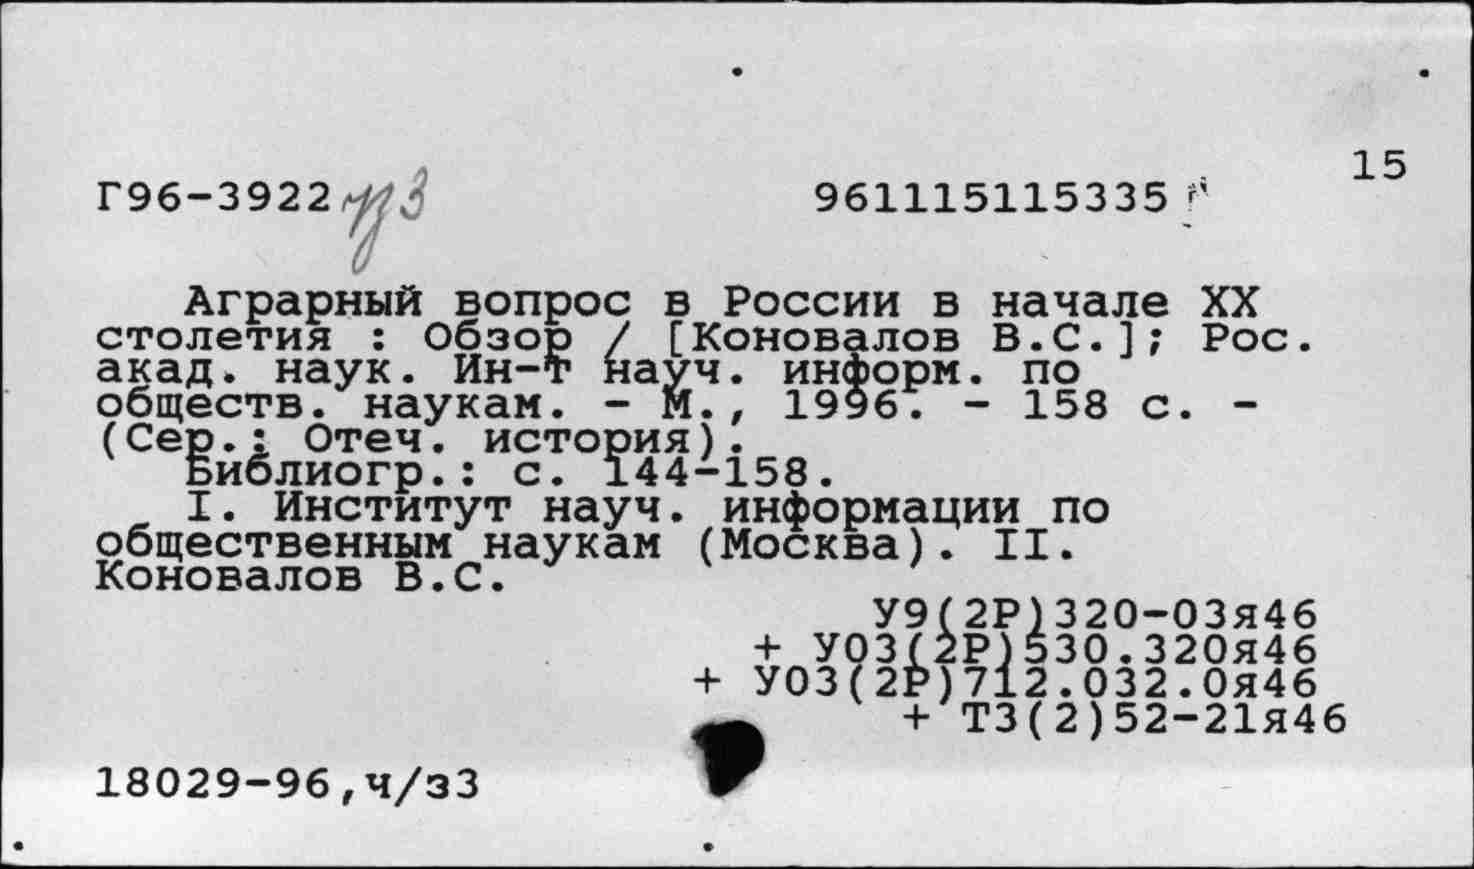 15
Г96-3922 чз3 961115115335 г
Аграрный вопрос в России в начале XX
столетия : Обзор / [Коновалов В.С.]; Рос.
акад. наук. Ин-т науч. информ. по
обществ. наукам. - М., 1996. - 158 с. -
(Сер.: Отеч. история).
Библиогр.: с. 144-158.
I. Институт науч. информации по
общественным наукам (Москва). II.
Коновалов В.С.
У9(2Р)320-03я46
+ У03(2Р)530.320я46
+ У03(2Р)712.032.0я46
+ Т3(2)52-21я46
18029-96,ч/з3